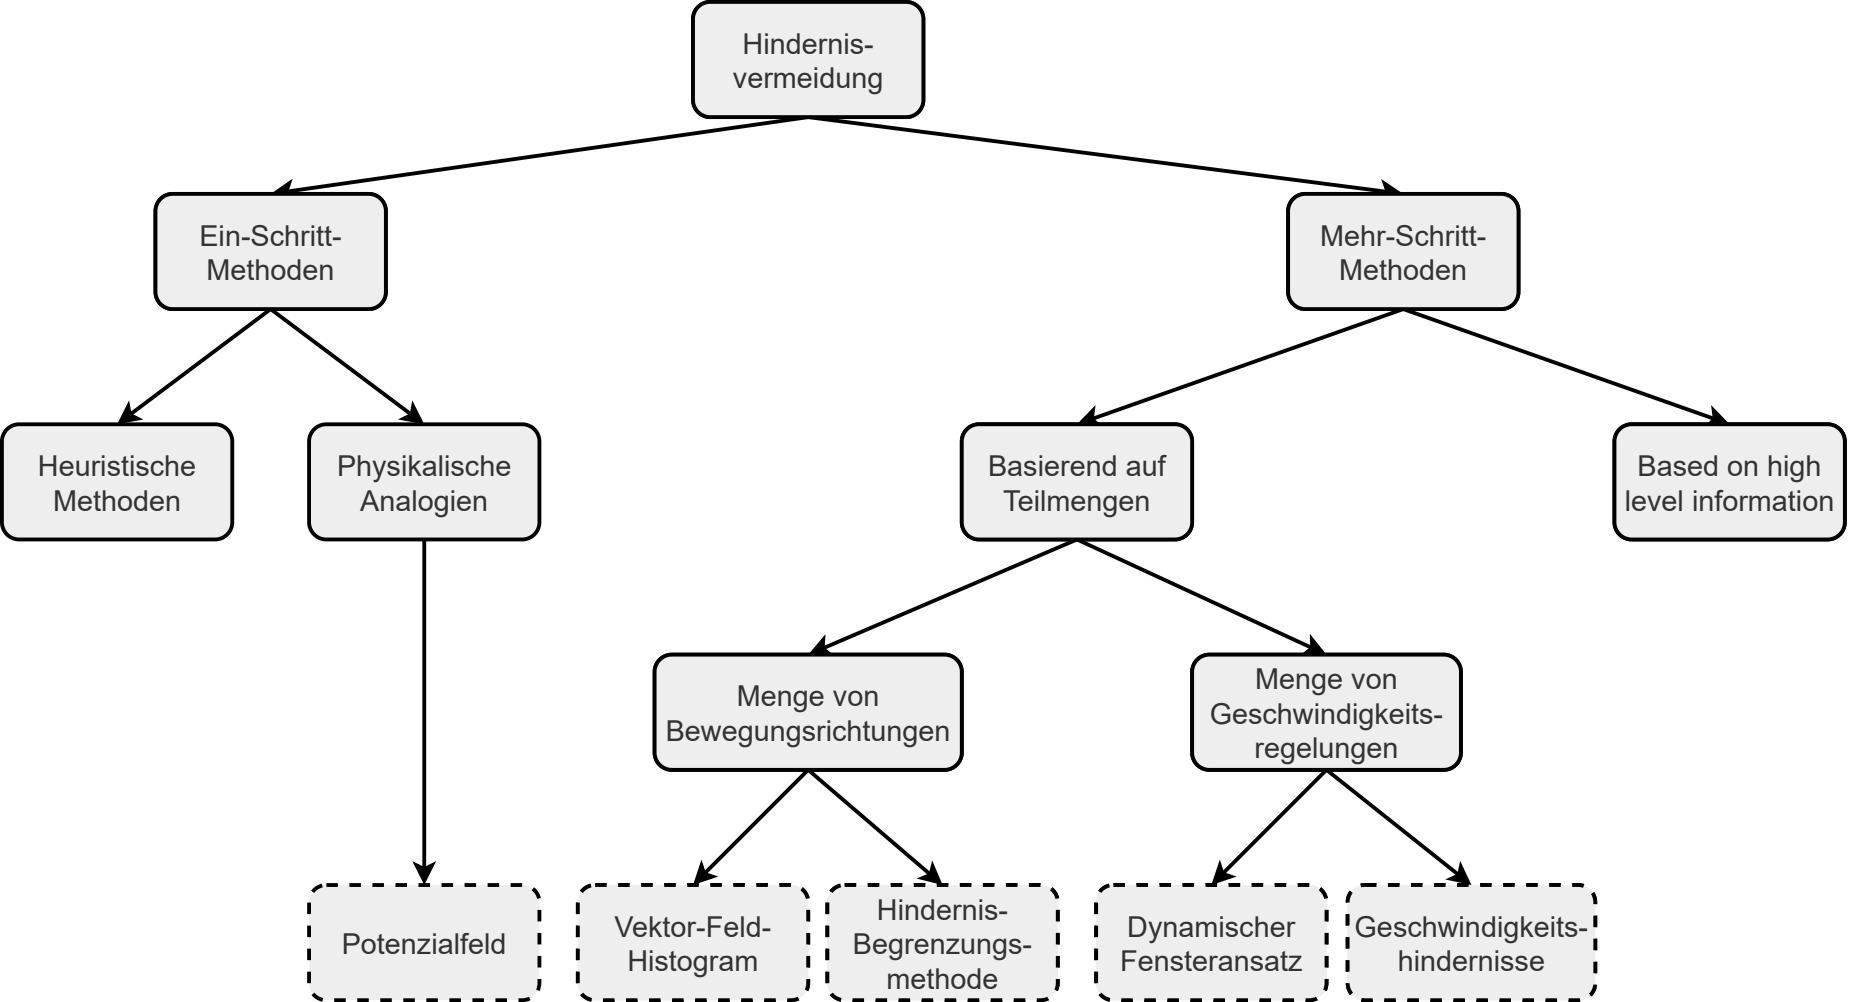 Hindernis-
vermeidung
Ein-Schritt-
Methoden
Mehr-Schritt-
Methoden
Heuristische
Methoden
Physikalische
Analogien
Basierend auf
Teilmengen
Based on high
level information
Menge von
Bewegungsrichtungen
Menge von
Geschwindigkeits-
regelungen
Potenzialfeld
Vektor-Feld-
Histogram
Hindernis-
Begrenzungs-
methode
Dynamischer
Fensteransatz
Geschwindigkeits-
hindernisse